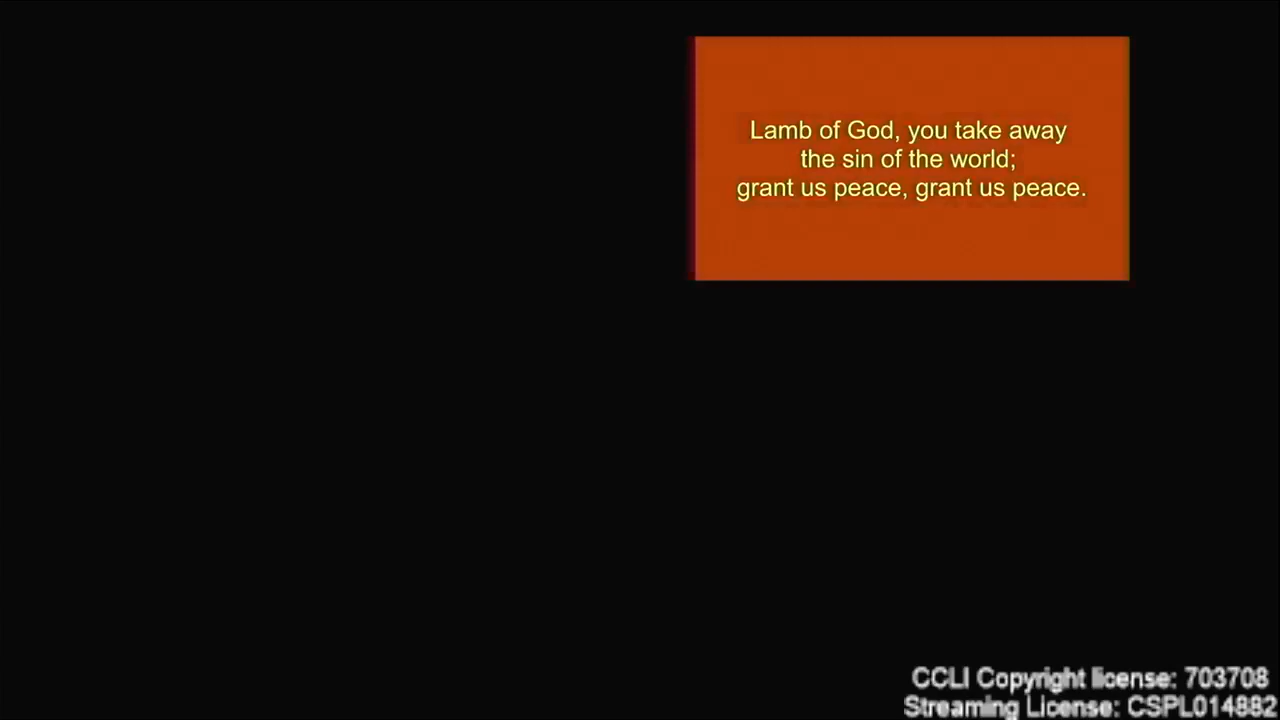 Lamb of God, you take away
the sin of the world;
grant us peace, grant us peace.
CCLI Copyright license: 703708
Streaming License: CSPL014882